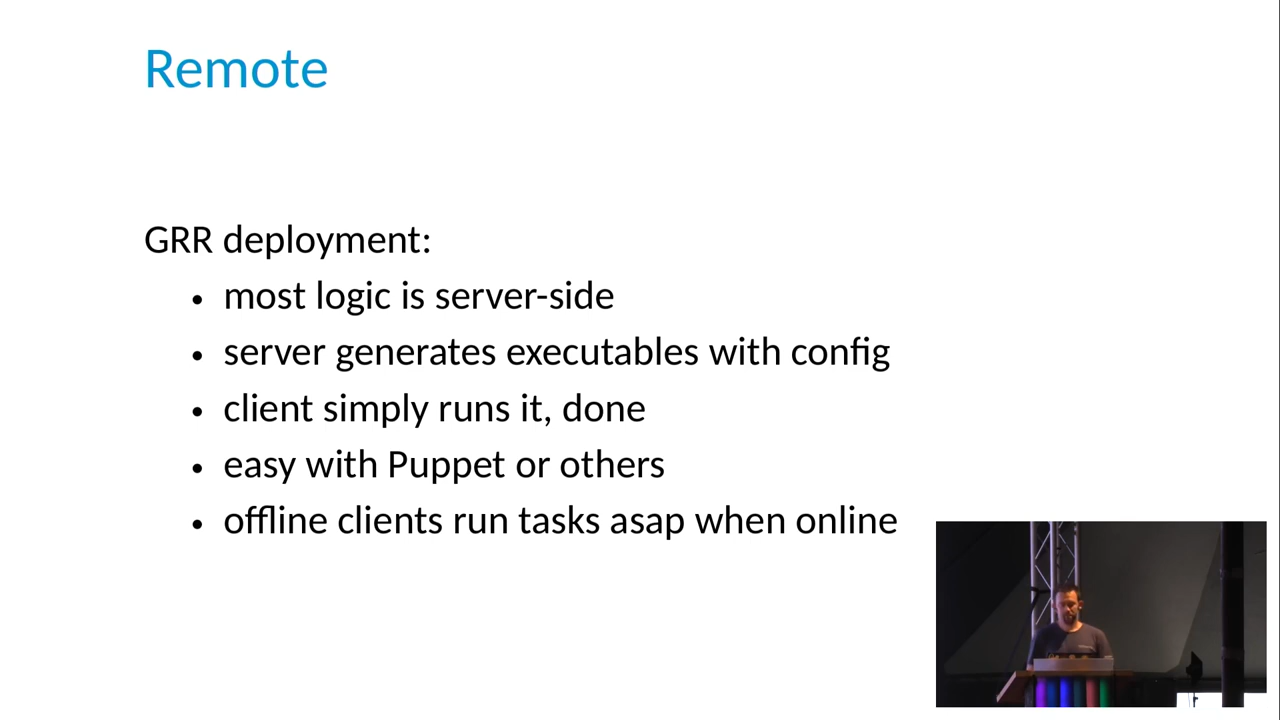 Remote
GRR deployment:
• most logic is server-side
• server generates executables with config
• client simply runs it, done
• easy with Puppet or others
• offline clients run tasks asap when online